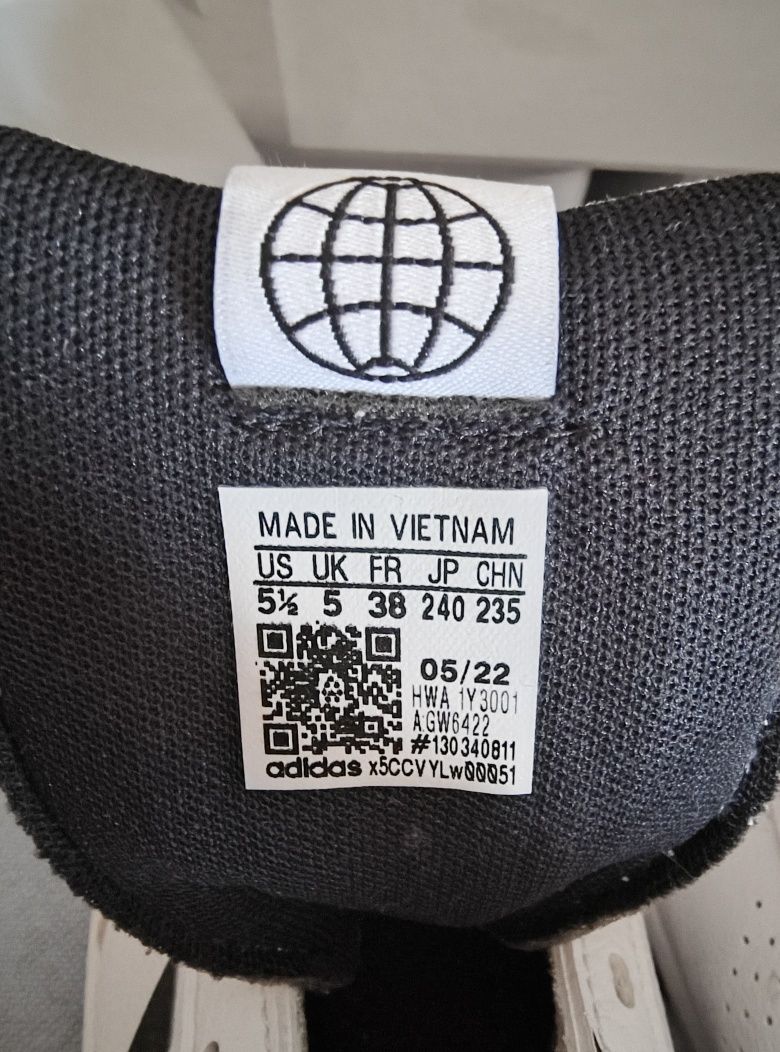 MADE IN VIETNAM
US UK FR JP CHN
5½ 5 38 240 235
05/22
HWA 1Y3001
A:GW6422
#130340811
adidas x5CCVYLw00051